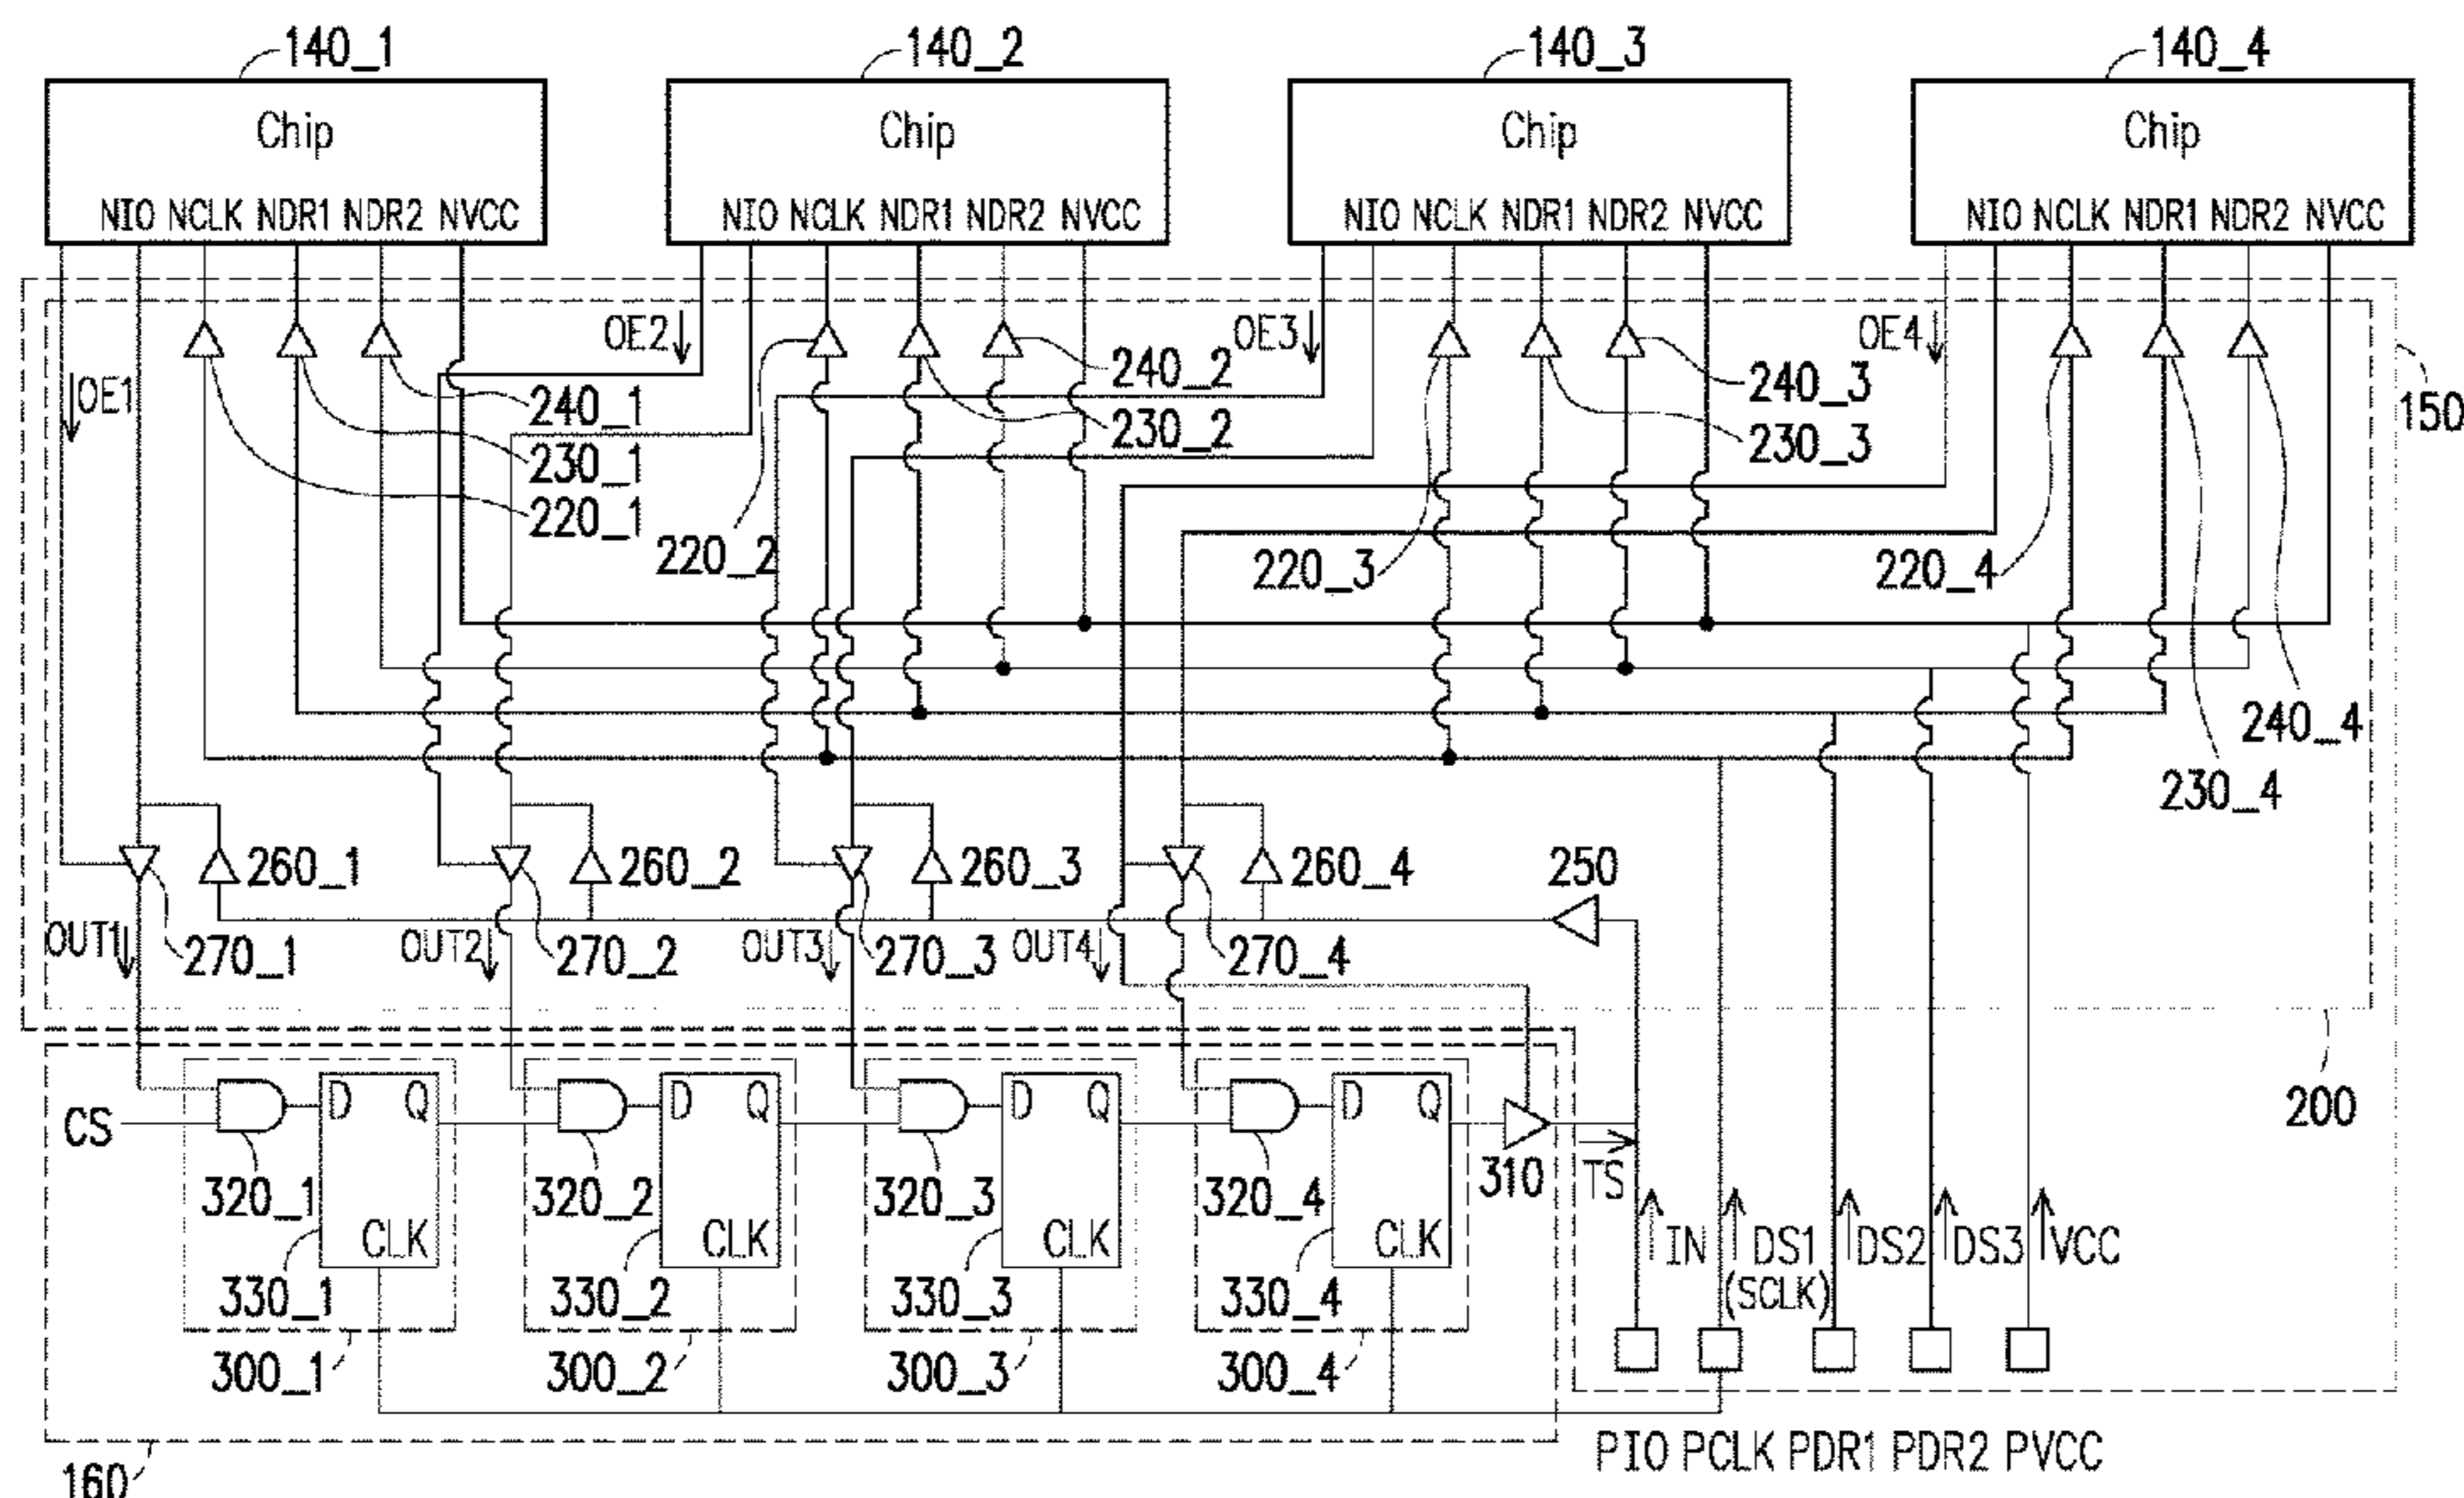 140_1 140_2 140_3 140_4
Chip Chip Chip Chip
NIO NCLK NDR1 NDR2 NVCC NIO NCLK NDR1 NDR2 NVCC NIO NCLK NDR1 NDR2 NVCC NIO NCLK NDR1 NDR2 NVCC
OE2 OE3 OE4
OE1 240_1 240_2 240_3 150
230_1 230_2 230_3
220_1 220_2 220_3 220_4
240_4
230_4
260_1 260_2 260_3 260_4 250
OUT1 270_1 OUT2 270_2 OUT3 270_3 OUT4 270_4
D Q D Q D Q D Q
CS 200
320_1 320_2 320_3 320_4 310 TS
CLK CLK CLK CLK IN DS1 DS2 DS3 VCC
330_1 330_2 330_3 330_4 (SCLK)
300_1 300_2 300_3 300_4
PIO PCLK PDR1 PDR2 PVCC
160